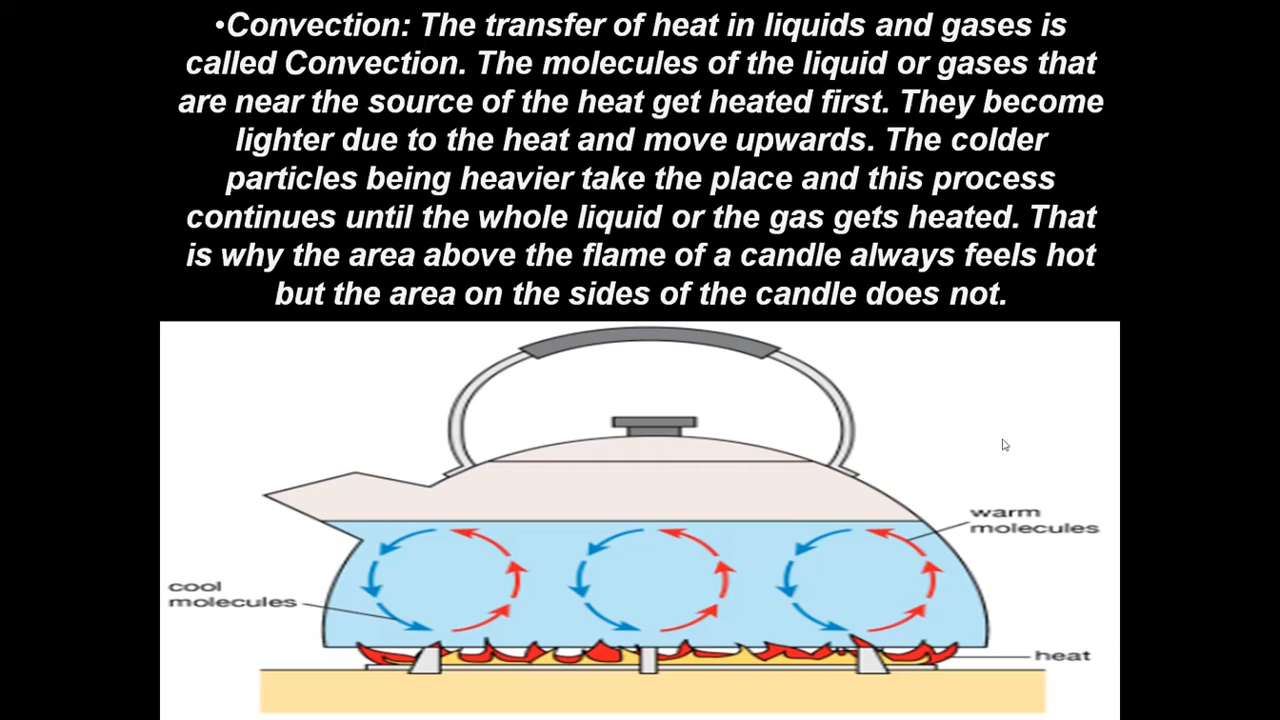 •Convection: The transfer of heat in liquids and gases is
called Convection. The molecules of the liquid or gases that
are near the source of the heat get heated first. They become
lighter due to the heat and move upwards. The colder
particles being heavier take the place and this process
continues until the whole liquid or the gas gets heated. That
is why the area above the flame of a candle always feels hot
but the area on the sides of the candle does not.
warm
molecules
cool
molecules
heat